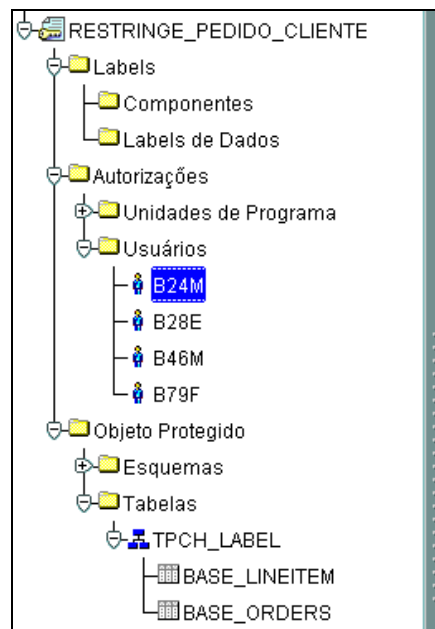 RESTRINGE_PEDIDO_CLIENTE
Labels
Componentes
Labels de Dados
Autorizações
Unidades de Programa
Usuários
B24M
B28E
B46M
B79F
Objeto Protegido
Esquemas
Tabelas
TPCH_LABEL
BASE_LINEITEM
BASE_ORDERS